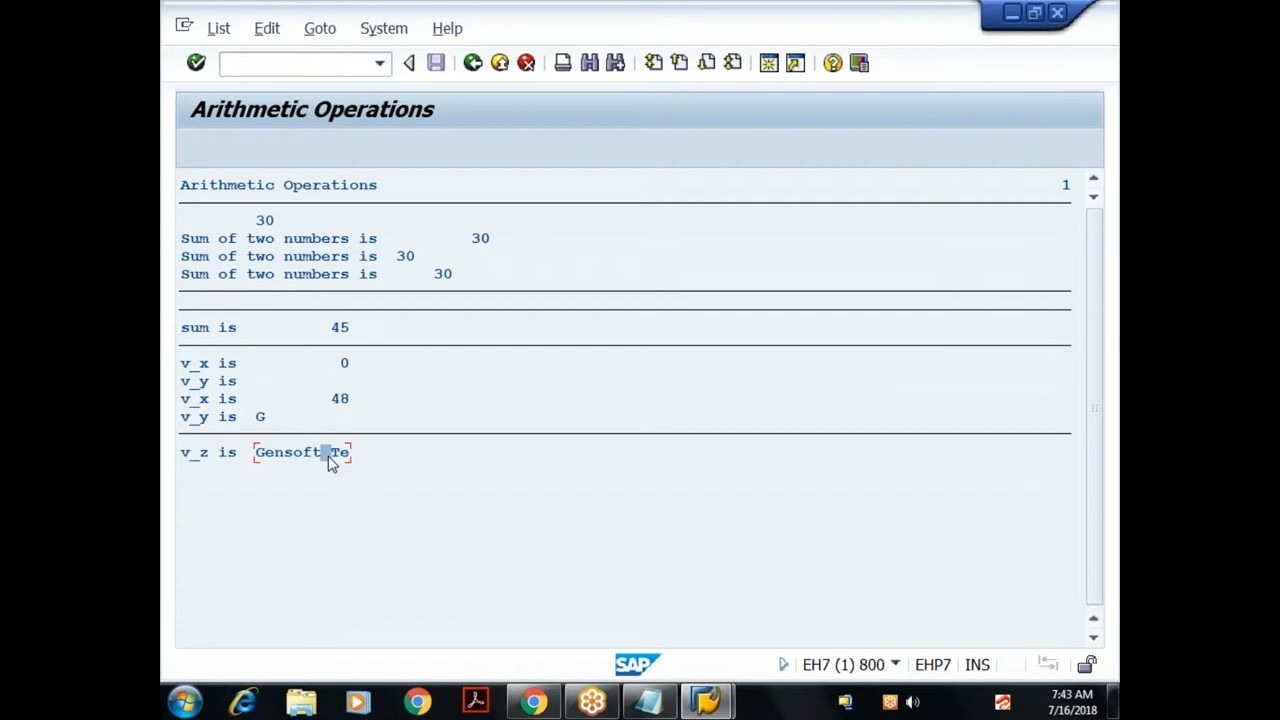 List Edit Goto System Help
Arithmetic Operations
Arithmetic Operations 1
30
Sum of two numbers is 30
Sum of two numbers is 30
Sum of two numbers is 30
sum is 45
v_x is 0
v_y is
v_x is 48
v_y is G
v_z is Gensoft Te
SAP EH7 (1) 800 EHP7 INS
7:43 AM
7/16/2018